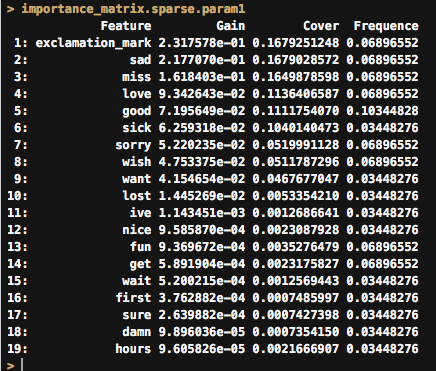 > importance_matrix.sparse.param1
Feature Gain Cover Frequence
1: exclamation_mark 2.317578e-01 0.1679251248 0.06896552
2: sad 2.177070e-01 0.1679028572 0.06896552
3: miss 1.618403e-01 0.1649878598 0.06896552
4: love 9.342643e-02 0.1136406587 0.06896552
5: good 7.195649e-02 0.1111754070 0.10344828
6: sick 6.259318e-02 0.1040140473 0.03448276
7: sorry 5.220235e-02 0.0519991128 0.06896552
8: wish 4.753375e-02 0.0511787296 0.06896552
9: want 4.154654e-02 0.0467677047 0.03448276
10: lost 1.445269e-02 0.0053354210 0.03448276
11: ive 1.143451e-03 0.0012686641 0.03448276
12: nice 9.585870e-04 0.0023087928 0.03448276
13: fun 9.369672e-04 0.0035276479 0.06896552
14: get 5.891904e-04 0.0023175827 0.06896552
15: wait 5.200215e-04 0.0012569443 0.03448276
16: first 3.762882e-04 0.0007485997 0.03448276
17: sure 2.639882e-04 0.0007427398 0.03448276
18: damn 9.896036e-05 0.0007354150 0.03448276
19: hours 9.605826e-05 0.0021666907 0.03448276
>